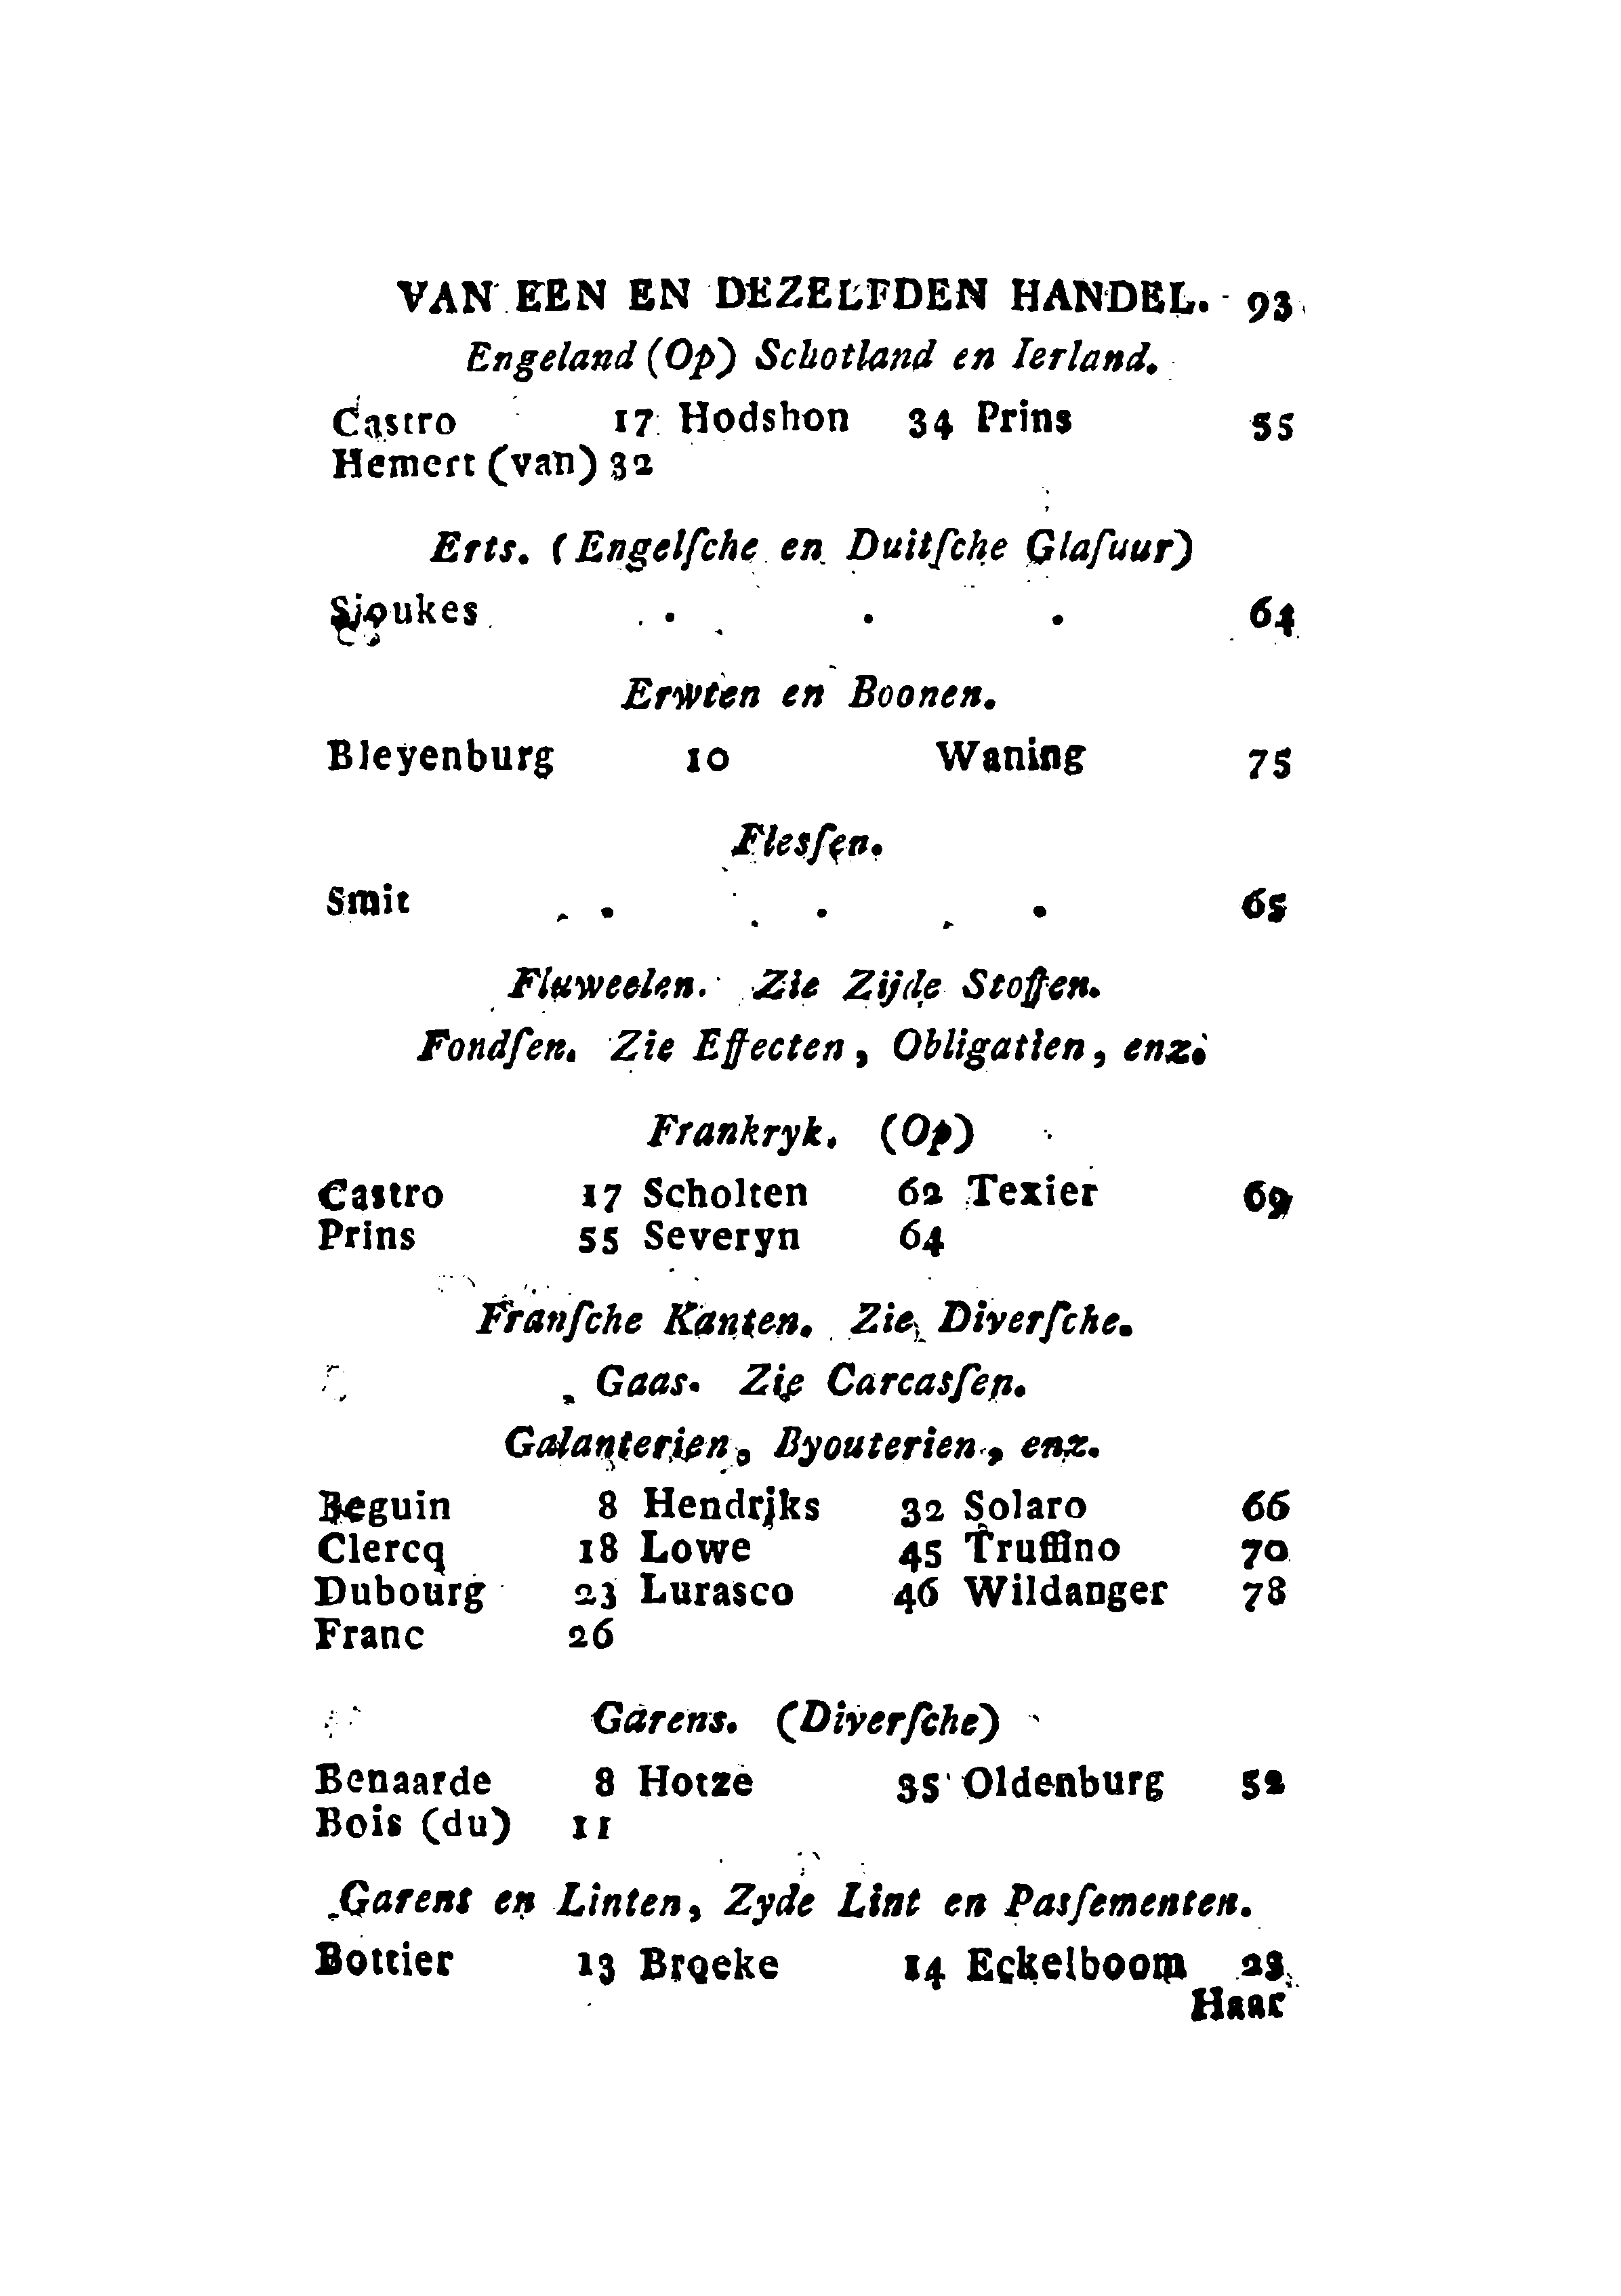 VAN EEN EN DEZELFDEN HANDEL. 93
Engeland (Op) Schotland en Ierland.
Castro 17 Hodshon 34 Prins 55
Hemert (van) 32
Erts. (Engelſche en Duitſche Glaſuur)
Sjoukes . . . 64
Erwten en Boonen.
Bleyenburg 10 Waning 75
Flesſen.
Smit . . . 65
Fluweelen. Zie Zijde Stoffen.
Fondſen. Zie Effecten, Obligatien, enz.
Frankryk. (Op)
Castro 17 Scholten 62 Texier 69
Prins 55 Severyn 64
Franſche Kanten. Zie Diverſche.
Gaas. Zie Carcasſen.
Galanterien, Byouterien, enz.
Beguin 8 Hendrjks 32 Solaro 66
Clercq 18 Lowe 45 Truffino 70
Dubourg 23 Lurasco 46 Wildanger 78
Franc 26
Garens. (Diverſche)
Benaarde 8 Hotze 35 Oldenburg 52
Bois (du) 11
Garens en Linten, Zyde Lint en Pasſementen.
Bottier 13 Broeke 14 Eckelboom 23
Haar